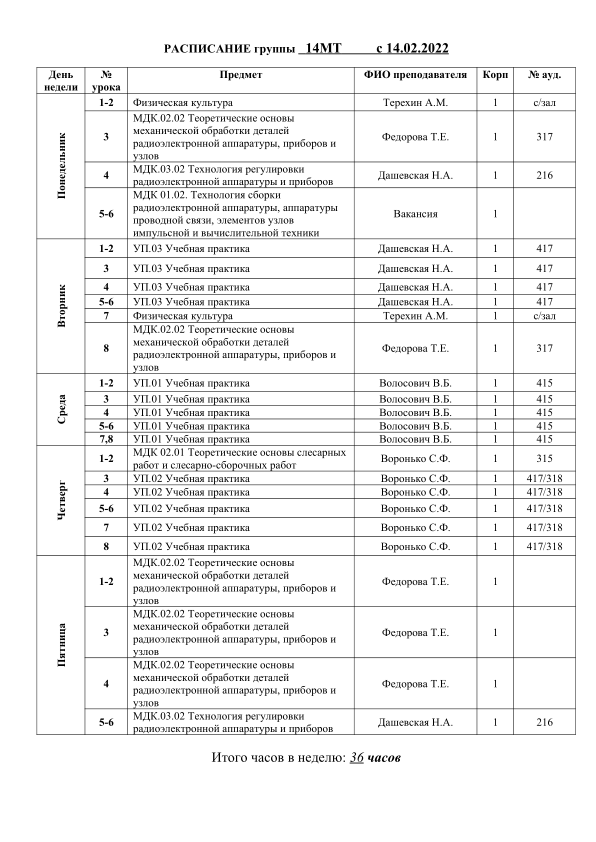 РАСПИСАНИЕ группы 14МТ с 14.02.2022
День недели № урока Предмет ФИО преподавателя Корп № ауд.
Понедельник
1-2 Физическая культура Терехин А.М. 1 с/зал
3 МДК.02.02 Теоретические основы механической обработки деталей радиоэлектронной аппаратуры, приборов и узлов Федорова Т.Е. 1 317
4 МДК.03.02 Технология регулировки радиоэлектронной аппаратуры и приборов Дашевская Н.А. 1 216
5-6 МДК 01.02. Технология сборки радиоэлектронной аппаратуры, аппаратуры проводной связи, элементов узлов импульсной и вычислительной техники Вакансия 1
Вторник
1-2 УП.03 Учебная практика Дашевская Н.А. 1 417
3 УП.03 Учебная практика Дашевская Н.А. 1 417
4 УП.03 Учебная практика Дашевская Н.А. 1 417
5-6 УП.03 Учебная практика Дашевская Н.А. 1 417
7 Физическая культура Терехин А.М. 1 с/зал
8 МДК.02.02 Теоретические основы механической обработки деталей радиоэлектронной аппаратуры, приборов и узлов Федорова Т.Е. 1 317
Среда
1-2 УП.01 Учебная практика Волосович В.Б. 1 415
3 УП.01 Учебная практика Волосович В.Б. 1 415
4 УП.01 Учебная практика Волосович В.Б. 1 415
5-6 УП.01 Учебная практика Волосович В.Б. 1 415
7,8 УП.01 Учебная практика Волосович В.Б. 1 415
Четверг
1-2 МДК 02.01 Теоретические основы слесарных работ и слесарно-сборочных работ Воронько С.Ф. 1 315
3 УП.02 Учебная практика Воронько С.Ф. 1 417/318
4 УП.02 Учебная практика Воронько С.Ф. 1 417/318
5-6 УП.02 Учебная практика Воронько С.Ф. 1 417/318
7 УП.02 Учебная практика Воронько С.Ф. 1 417/318
8 УП.02 Учебная практика Воронько С.Ф. 1 417/318
Пятница
1-2 МДК.02.02 Теоретические основы механической обработки деталей радиоэлектронной аппаратуры, приборов и узлов Федорова Т.Е. 1
3 МДК.02.02 Теоретические основы механической обработки деталей радиоэлектронной аппаратуры, приборов и узлов Федорова Т.Е. 1
4 МДК.02.02 Теоретические основы механической обработки деталей радиоэлектронной аппаратуры, приборов и узлов Федорова Т.Е. 1
5-6 МДК.03.02 Технология регулировки радиоэлектронной аппаратуры и приборов Дашевская Н.А. 1 216
Итого часов в неделю: 36 часов